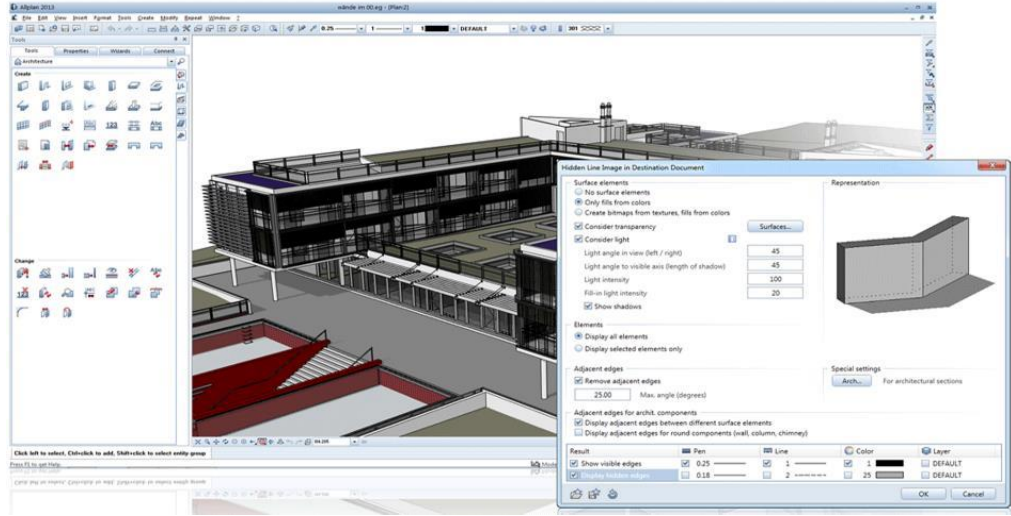 Allplan 2013
wände im 00.eg - (Plan2)
File Edit View Insert Format Tools Create Modify Repeat Window ?
0.25 1 1 DEFAULT 301
Tools
Tools Properties Wizards Connect
Architecture
Create
123
Abc
Change
Click left to select, Ctrl+click to add, Shift+click to select entity group
Press F1 to get Help.
Hidden Line Image in Destination Document
Surface elements
No surface elements
Only fills from colors
Create bitmaps from textures, fills from colors
Consider transparency Surfaces...
Consider light
Light angle in view (left / right) 45
Light angle to visible axis (length of shadow) 45
Light intensity 100
Fill-in light intensity 20
Show shadows
Representation
Elements
Display all elements
Display selected elements only
Adjacent edges
Remove adjacent edges
25.00 Max. angle (degrees)
Special settings
Arch... For architectural sections
Adjacent edges for archit. components
Display adjacent edges between different surface elements
Display adjacent edges for round components (wall, column, chimney)
Result Pen Line Color Layer
Show visible edges 0.25 1 1 DEFAULT
Display hidden edges 0.18 2 25 DEFAULT
OK Cancel